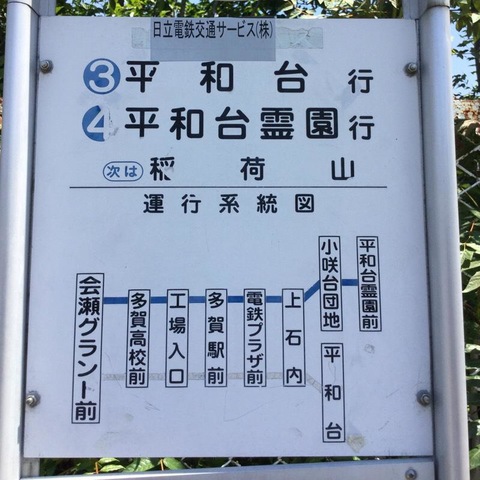 日立電鉄交通サービス(株)
③平和台行
④平和台霊園行
次は 稲荷山
運行系統図
会瀬グラント前
多賀高校前
工場入口
多賀駅前
電鉄プラザ前
上石内
小咲台団地
平和台霊園前
平和台